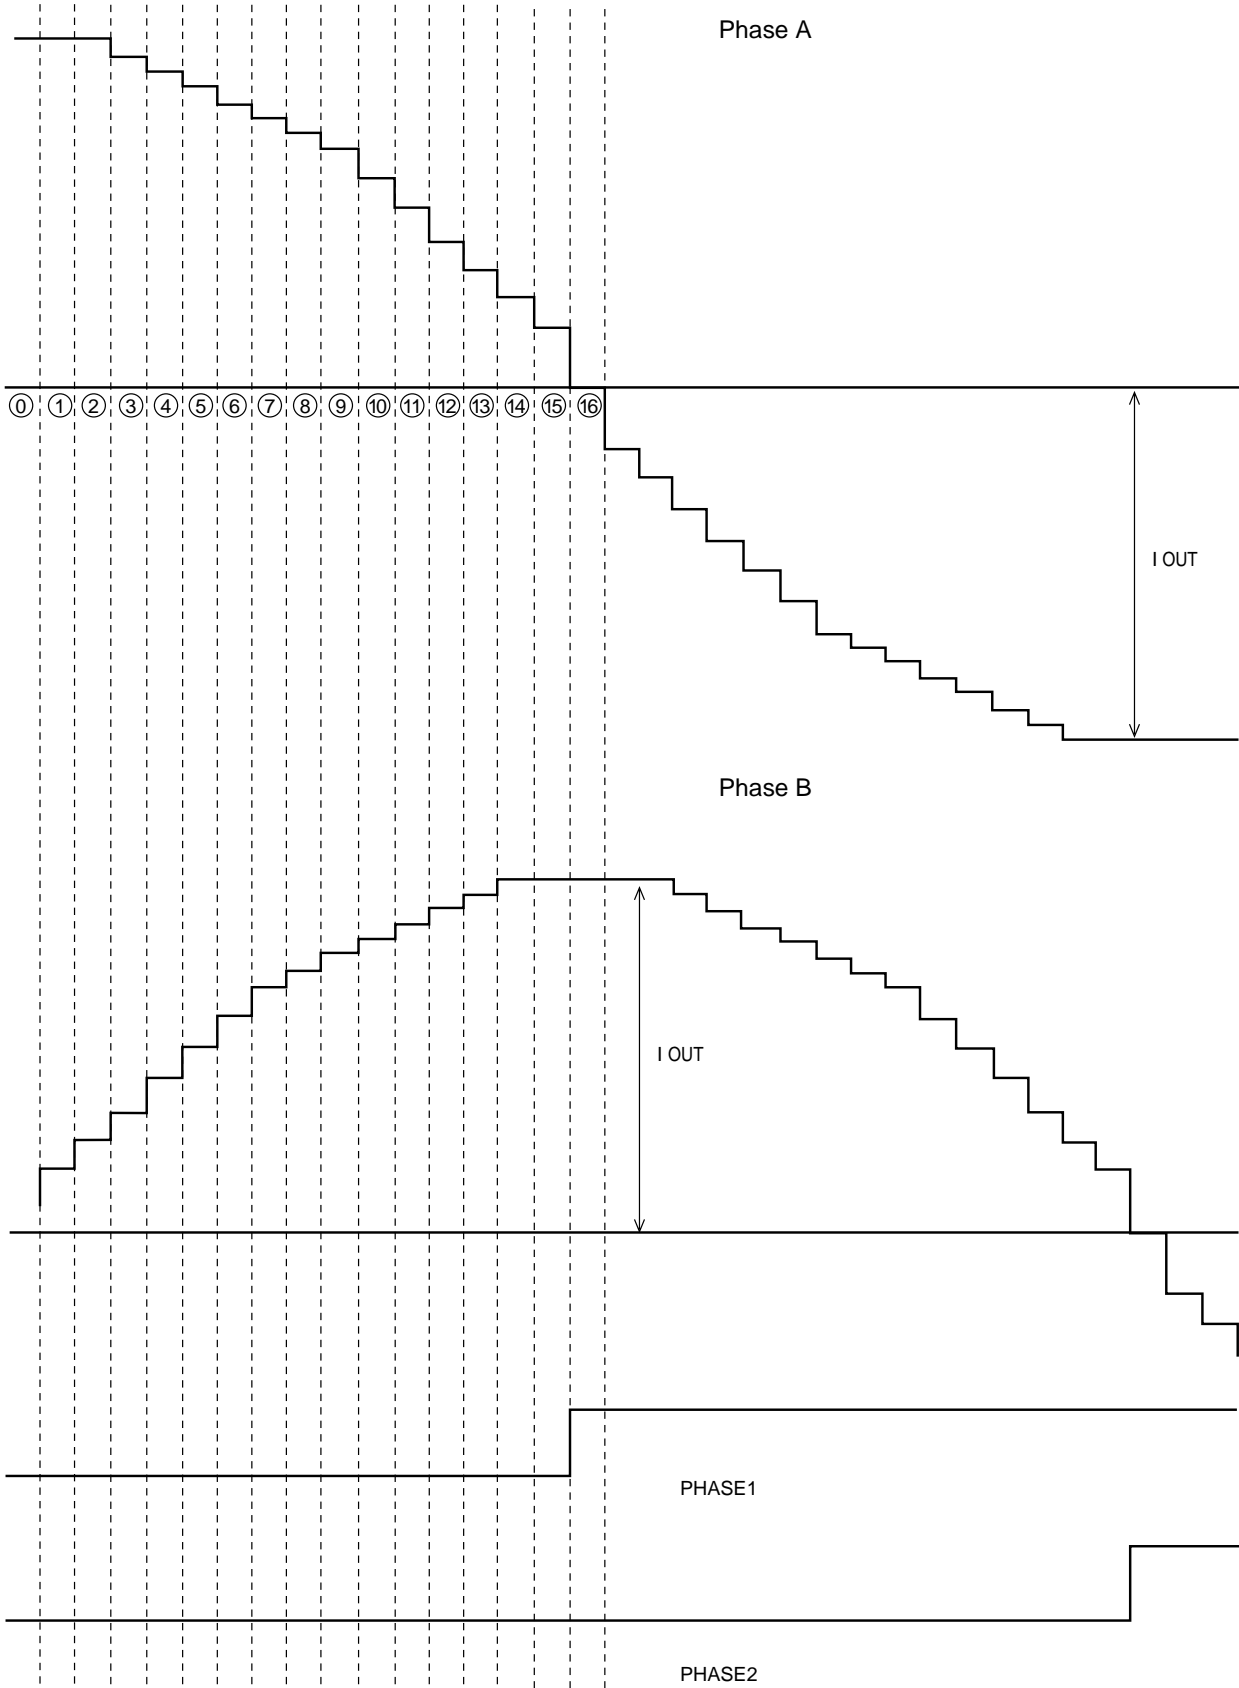 Phase A
⓪ ① ② ③ ④ ⑤ ⑥ ⑦ ⑧ ⑨ ⑩ ⑪ ⑫ ⑬ ⑭ ⑮ ⑯
I OUT
Phase B
I OUT
PHASE1
PHASE2